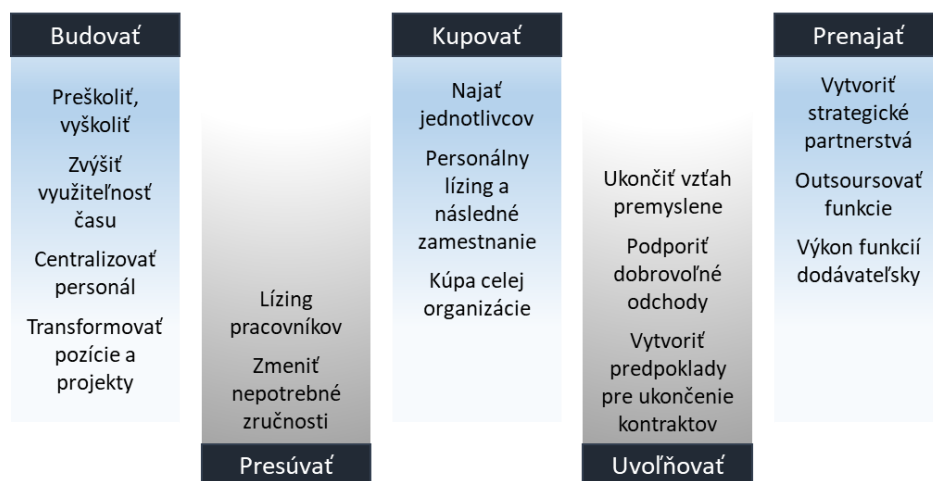 Budovať
Preškoliť,
vyškoliť
Zvýšiť
využiteľnosť
času
Centralizovať
personál
Transformovať
pozície a
projekty
Lízing
pracovníkov
Zmeniť
nepotrebné
zručnosti
Presúvať
Kupovať
Najať
jednotlivcov
Personálny
lízing a
následné
zamestnanie
Kúpa celej
organizácie
Ukončiť vzťah
premyslene
Podporiť
dobrovoľné
odchody
Vytvoriť
predpoklady
pre ukončenie
kontraktov
Uvoľňovať
Prenajať
Vytvoriť
strategické
partnerstvá
Outsoursovať
funkcie
Výkon funkcií
dodávateľsky